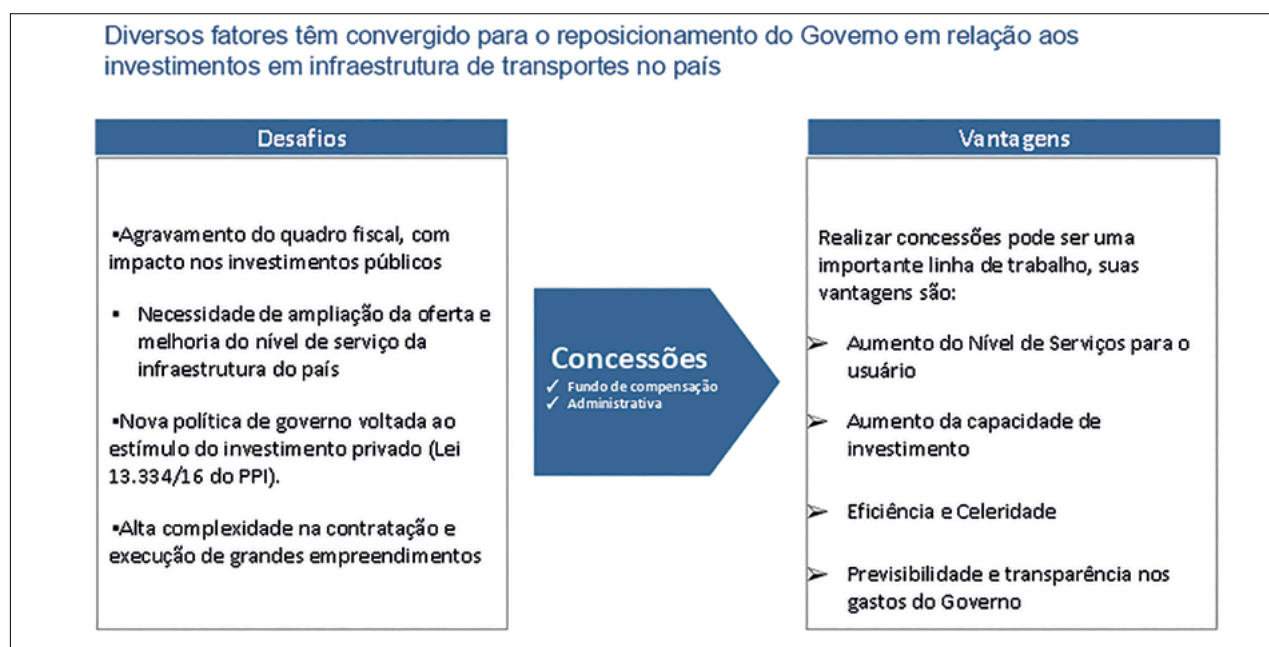 Diversos fatores têm convergido para o reposicionamento do Governo em relação aos
investimentos em infraestrutura de transportes no país
Desafios
▪Agravamento do quadro fiscal, com
impacto nos investimentos públicos
▪ Necessidade de ampliação da oferta e
melhoria do nível de serviço da
infraestrutura do país
▪Nova política de governo voltada ao
estímulo do investimento privado (Lei
13.334/16 do PPI).
▪Alta complexidade na contratação e
execução de grandes empreendimentos
Concessões
✓ Fundo de compensação
✓ Administrativa
Vantagens
Realizar concessões pode ser uma
importante linha de trabalho, suas
vantagens são:
➢ Aumento do Nível de Serviços para o
usuário
➢ Aumento da capacidade de
investimento
➢ Eficiência e Celeridade
➢ Previsibilidade e transparência nos
gastos do Governo